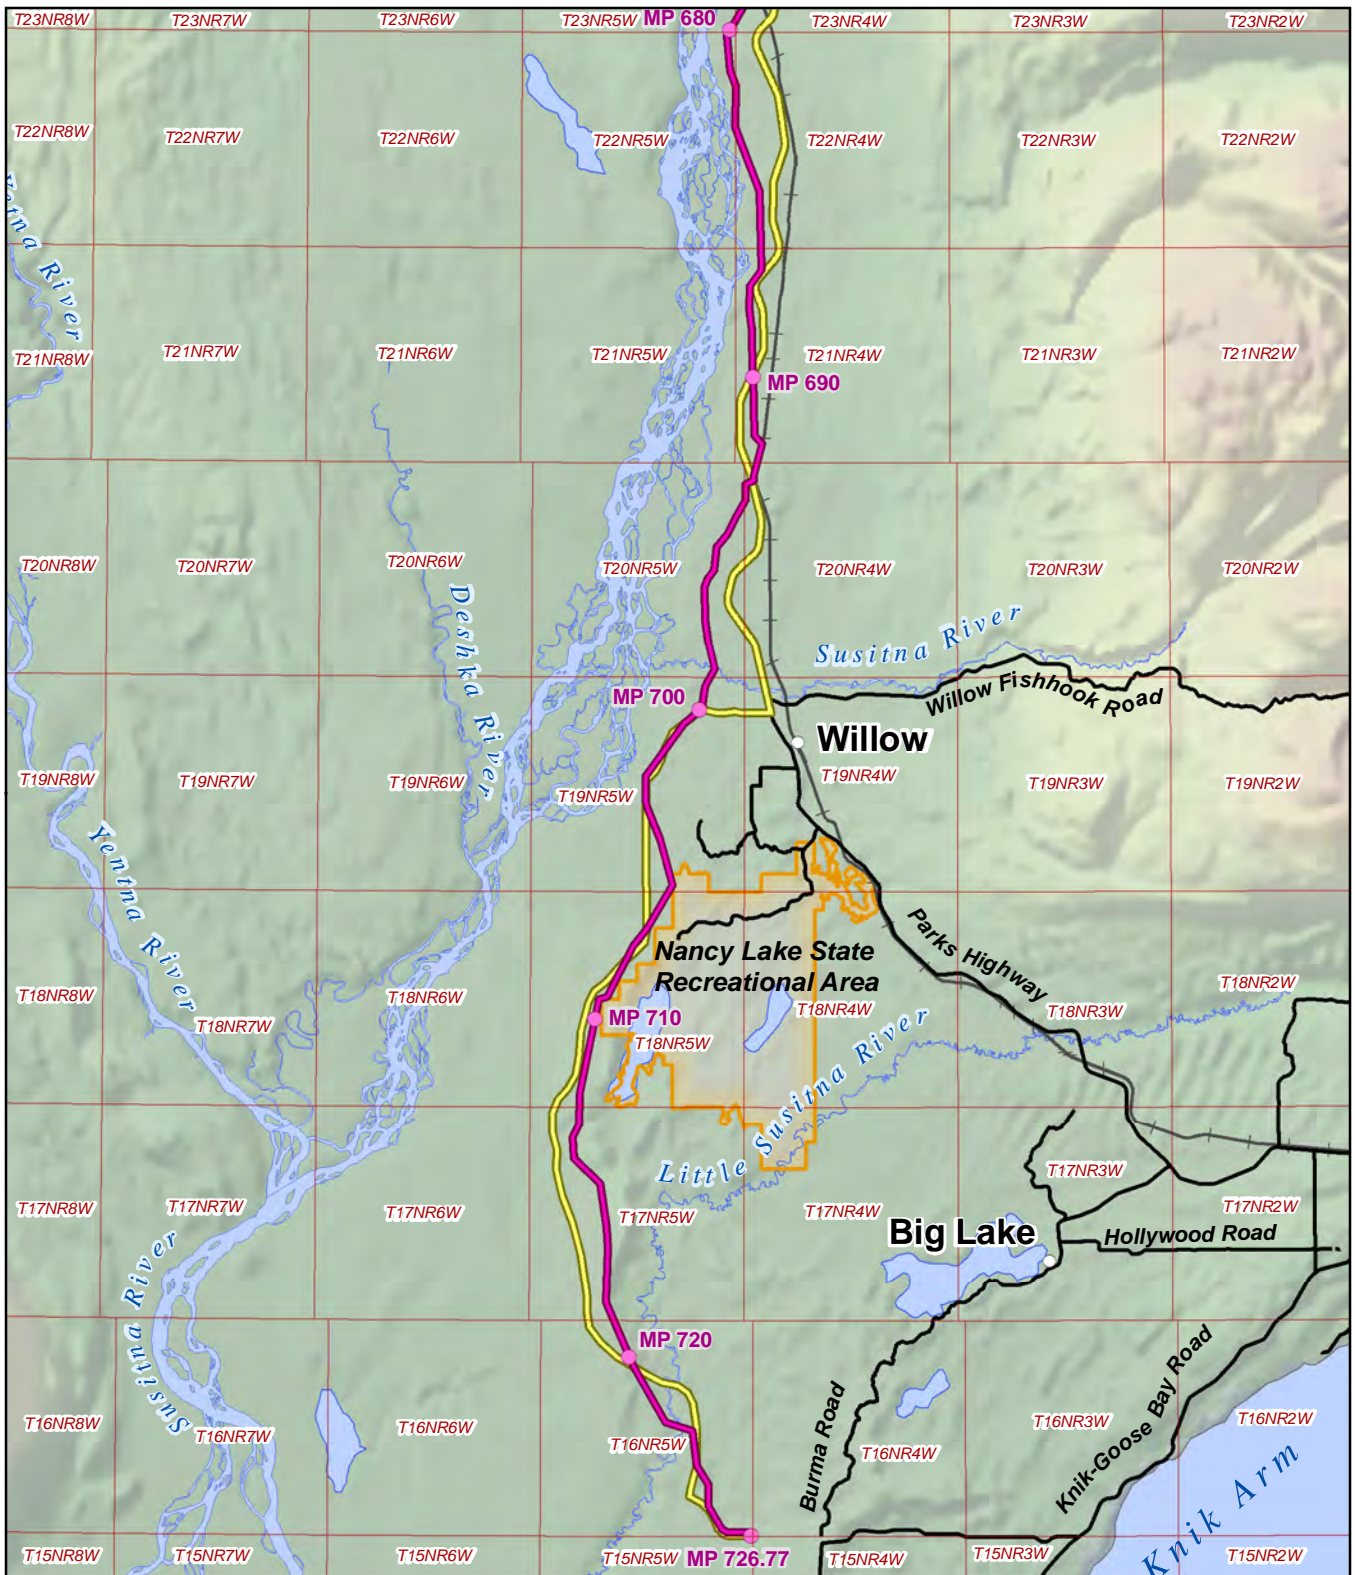 T23NR8W
T23NR7W
T23NR6W
T23NR5W
MP 680
T23NR4W
T23NR3W
T23NR2W
T22NR8W
T22NR7W
T22NR6W
T22NR5W
T22NR4W
T22NR3W
T22NR2W
Yetna River
T21NR8W
T21NR7W
T21NR6W
T21NR5W
T21NR4W
T21NR3W
T21NR2W
MP 690
T20NR8W
T20NR7W
T20NR6W
T20NR5W
T20NR4W
T20NR3W
T20NR2W
Deshka River
Susitna River
Willow Fishhook Road
MP 700
Willow
T19NR8W
T19NR7W
T19NR6W
T19NR5W
T19NR4W
T19NR3W
T19NR2W
Yentna River
Parks Highway
Nancy Lake State
Recreational Area
T18NR8W
T18NR7W
T18NR6W
MP 710
T18NR5W
T18NR4W
T18NR3W
T18NR2W
Little Susitna River
T17NR8W
T17NR7W
T17NR6W
T17NR5W
T17NR4W
T17NR3W
T17NR2W
Big Lake
Hollywood Road
Susitna River
MP 720
T16NR8W
T16NR7W
T16NR6W
T16NR5W
T16NR4W
T16NR3W
T16NR2W
Burma Road
Knik-Goose Bay Road
Knik Arm
T15NR8W
T15NR7W
T15NR6W
T15NR5W
MP 726.77
T15NR4W
T15NR3W
T15NR2W